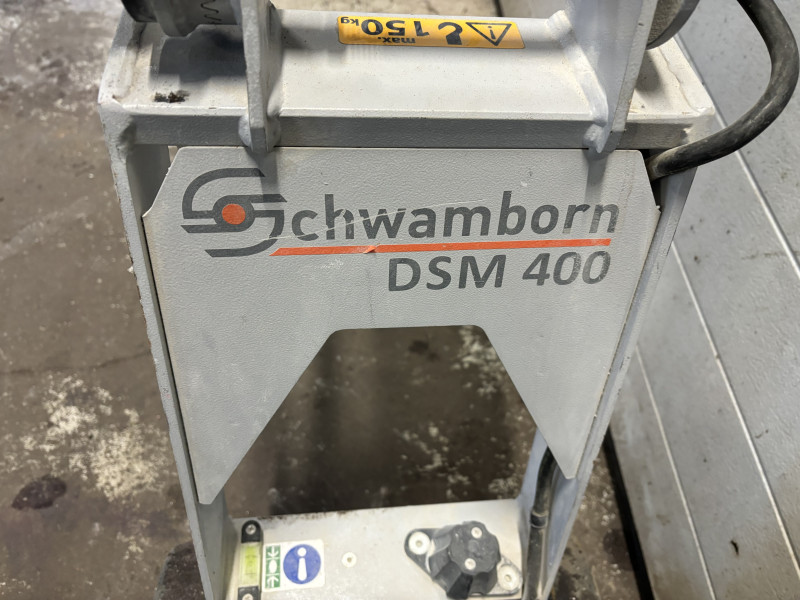 max.
150 kg
Schwamborn
DSM 400